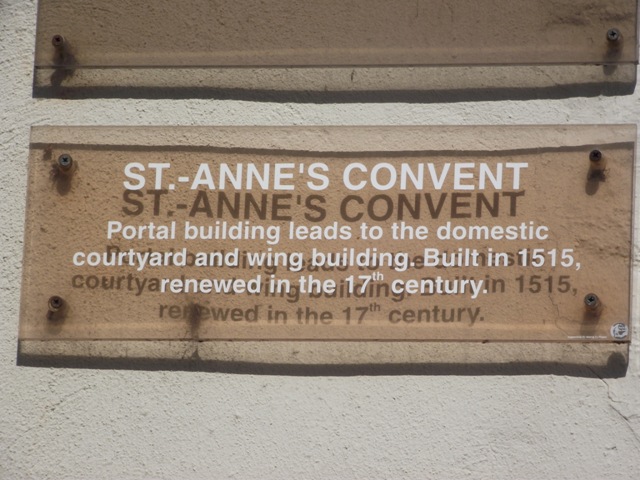 ST.-ANNE'S CONVENT
Portal building leads to the domestic
courtyard and wing building. Built in 1515,
renewed in the 17th century.